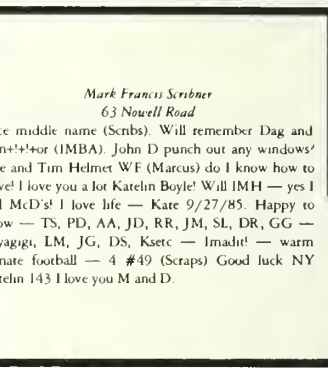 Mark Francis Scribner
63 Nowell Road
te middle name (Scribs). Will remember Dag and
n+!+!+or (IMBA). John D punch out any windows'
e and Tim Helmet WF (Marcus) do I know how to
ve! I love you a lot Katelin Boyle! Will IMH — yes I
l McD's! I love life — Kate 9/27/85. Happy to
ow — TS, PD, AA, JD, RR, JM, SL, DR, GG —
yagigi, LM, JG, DS, Ksetc — Imadit! — warm
nate football — 4 #49 (Scraps) Good luck NY
telin 143 I love you M and D.